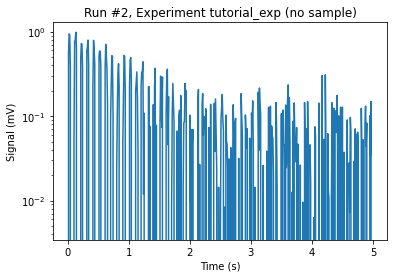 Run #2, Experiment tutorial_exp (no sample)
Signal (mV)
10⁰
10⁻¹
10⁻²
0 1 2 3 4 5
Time (s)